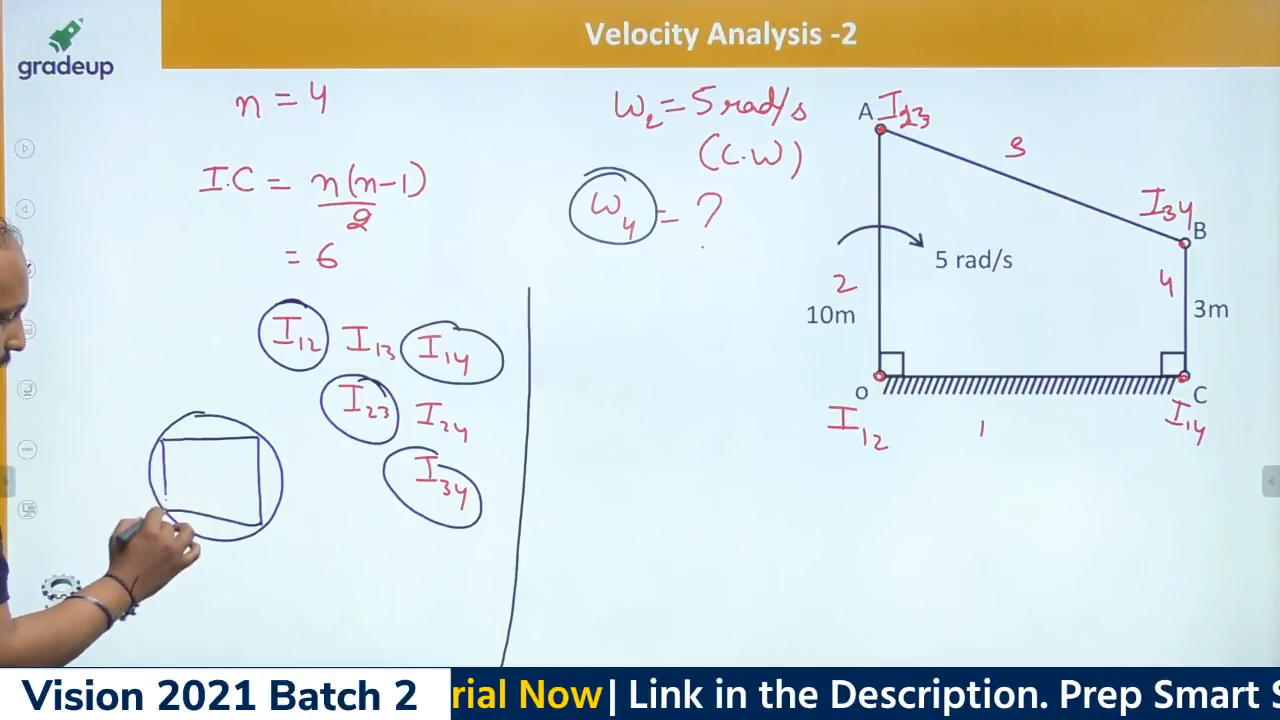 Velocity Analysis -2
gradeup
n = 4
I.C = n(n-1)/2
= 6
I12 I13 I14
I23 I24
I34
ω2 = 5 rad/s
(C.W)
ω4 = ?
A I23
3
I34
B
5 rad/s
2
4
10m
3m
O
C
I12
1
I14
Vision 2021 Batch 2
rial Now | Link in the Description. Prep Smart S